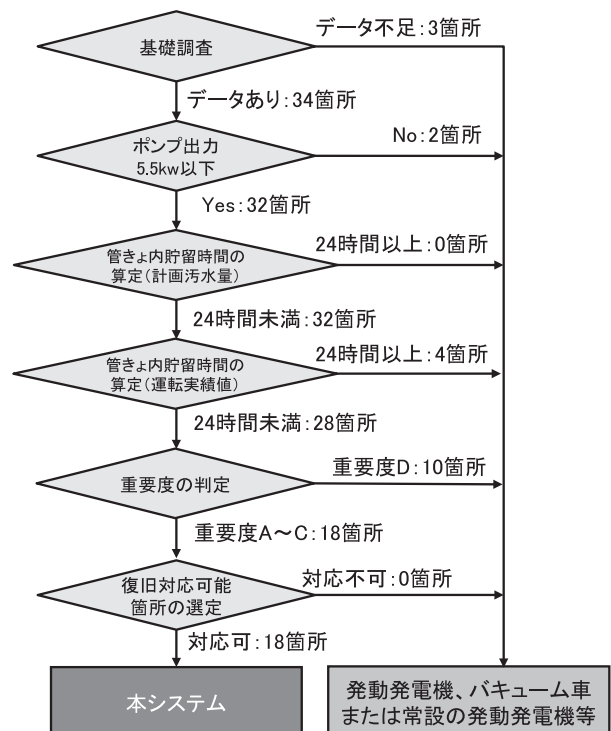 基礎調査
データ不足:3箇所
データあり:34箇所
ポンプ出力
5.5kw以下
No:2箇所
Yes:32箇所
管きょ内貯留時間の
算定(計画汚水量)
24時間以上:0箇所
24時間未満:32箇所
管きょ内貯留時間の
算定(運転実績値)
24時間以上:4箇所
24時間未満:28箇所
重要度の判定
重要度D:10箇所
重要度A～C:18箇所
復旧対応可能
箇所の選定
対応不可:0箇所
対応可:18箇所
本システム
発動発電機、バキューム車
または常設の発動発電機等